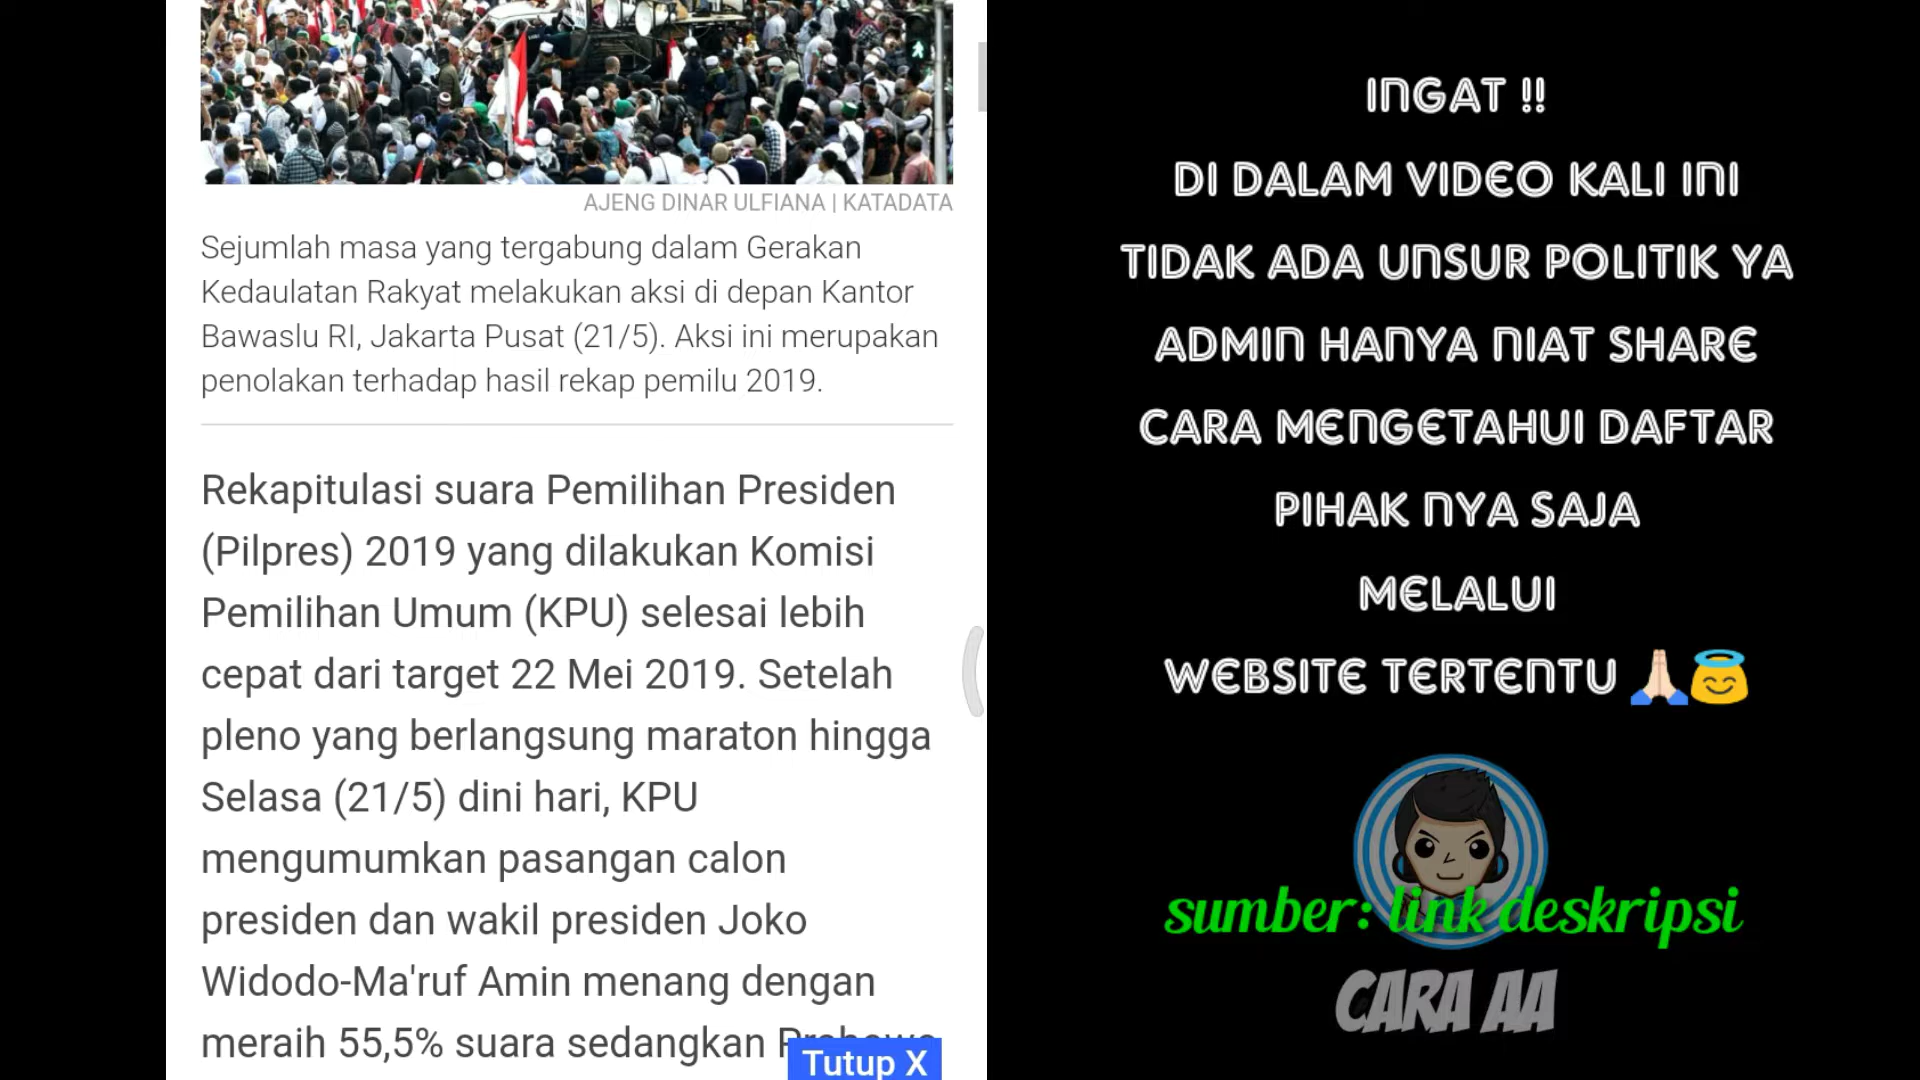 AJENG DINAR ULFIANA | KATADATA
Sejumlah masa yang tergabung dalam Gerakan
Kedaulatan Rakyat melakukan aksi di depan Kantor
Bawaslu RI, Jakarta Pusat (21/5). Aksi ini merupakan
penolakan terhadap hasil rekap pemilu 2019.
Rekapitulasi suara Pemilihan Presiden
(Pilpres) 2019 yang dilakukan Komisi
Pemilihan Umum (KPU) selesai lebih
cepat dari target 22 Mei 2019. Setelah
pleno yang berlangsung maraton hingga
Selasa (21/5) dini hari, KPU
mengumumkan pasangan calon
presiden dan wakil presiden Joko
Widodo-Ma'ruf Amin menang dengan
meraih 55,5% suara sedangkan
Tutup X
INGAT !!
DI DALAM VIDEO KALI INI
TIDAK ADA UNSUR POLITIK YA
ADMIN HANYA NIAT SHARE
CARA MENGETAHUI DAFTAR
PIHAK NYA SAJA
MELALUI
WEBSITE TERTENTU 🙏🏻😇
sumber: link deskripsi
CARA AA